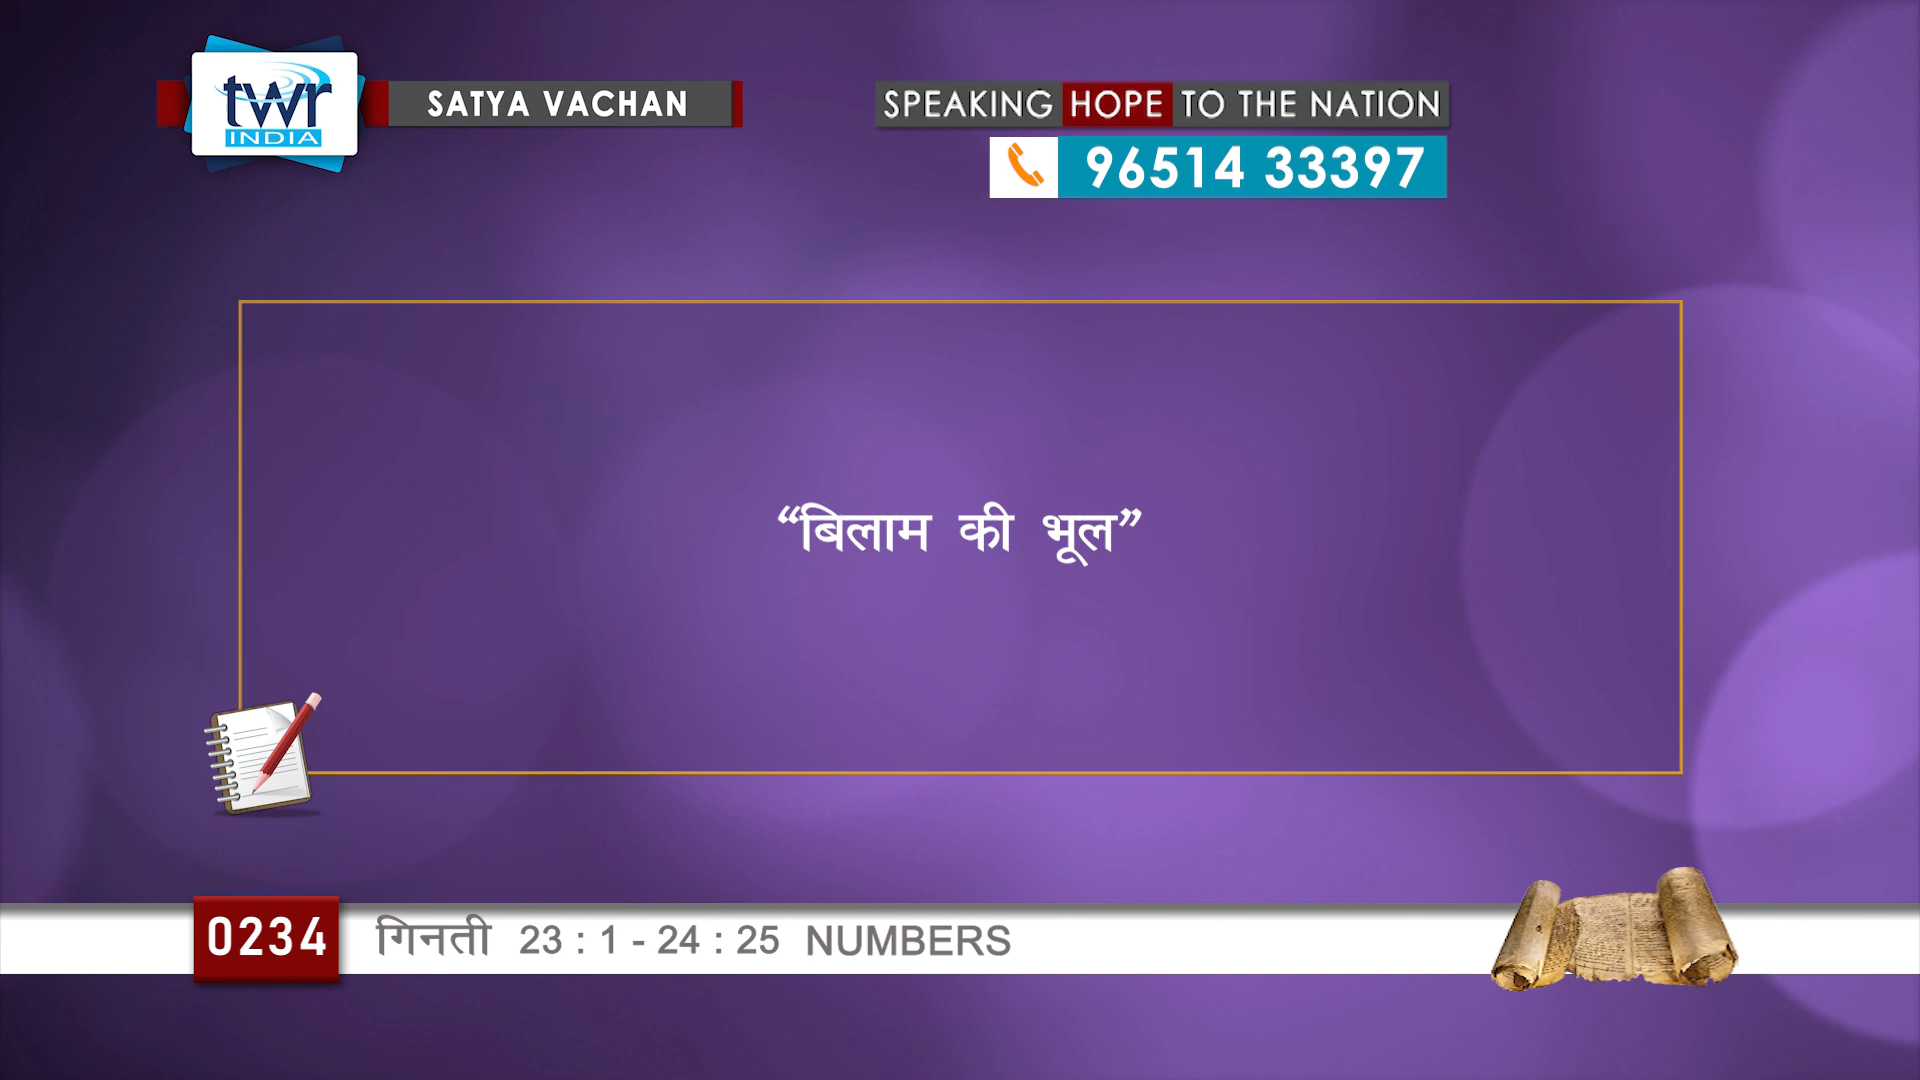 twr
INDIA
SATYA VACHAN
SPEAKING HOPE TO THE NATION
96514 33397
“बिलाम की भूल”
0234
गिनती 23 : 1 - 24 : 25 NUMBERS